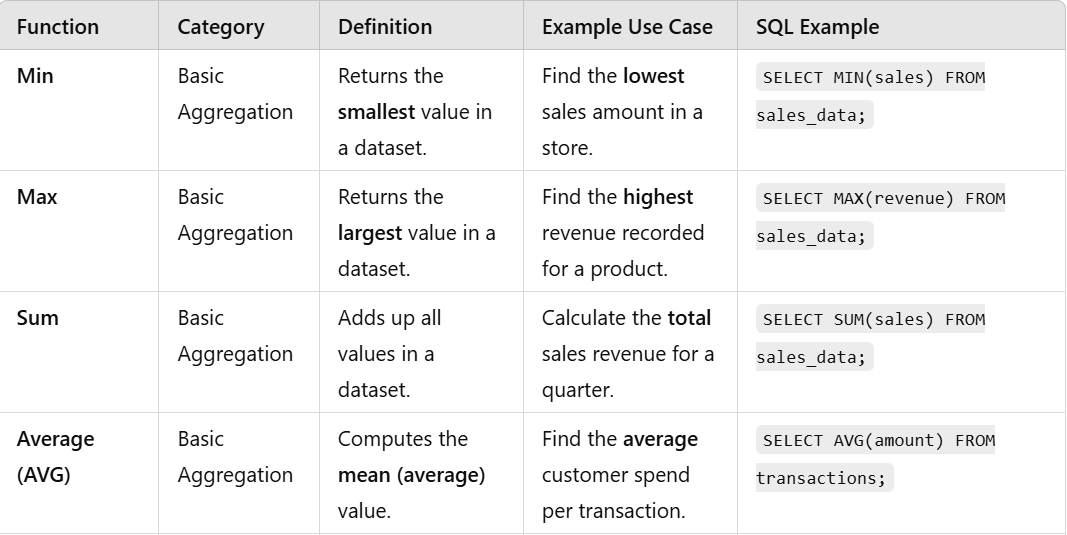 Function Category Definition Example Use Case SQL Example
Min Basic Returns the Find the lowest SELECT MIN(sales) FROM
Aggregation smallest value in sales amount in a sales_data;
a dataset. store.
Max Basic Returns the Find the highest SELECT MAX(revenue) FROM
Aggregation largest value in a revenue recorded sales_data;
dataset. for a product.
Sum Basic Adds up all Calculate the total SELECT SUM(sales) FROM
Aggregation values in a sales revenue for a sales_data;
dataset. quarter.
Average Basic Computes the Find the average SELECT AVG(amount) FROM
(AVG) Aggregation mean (average) customer spend transactions;
value. per transaction.